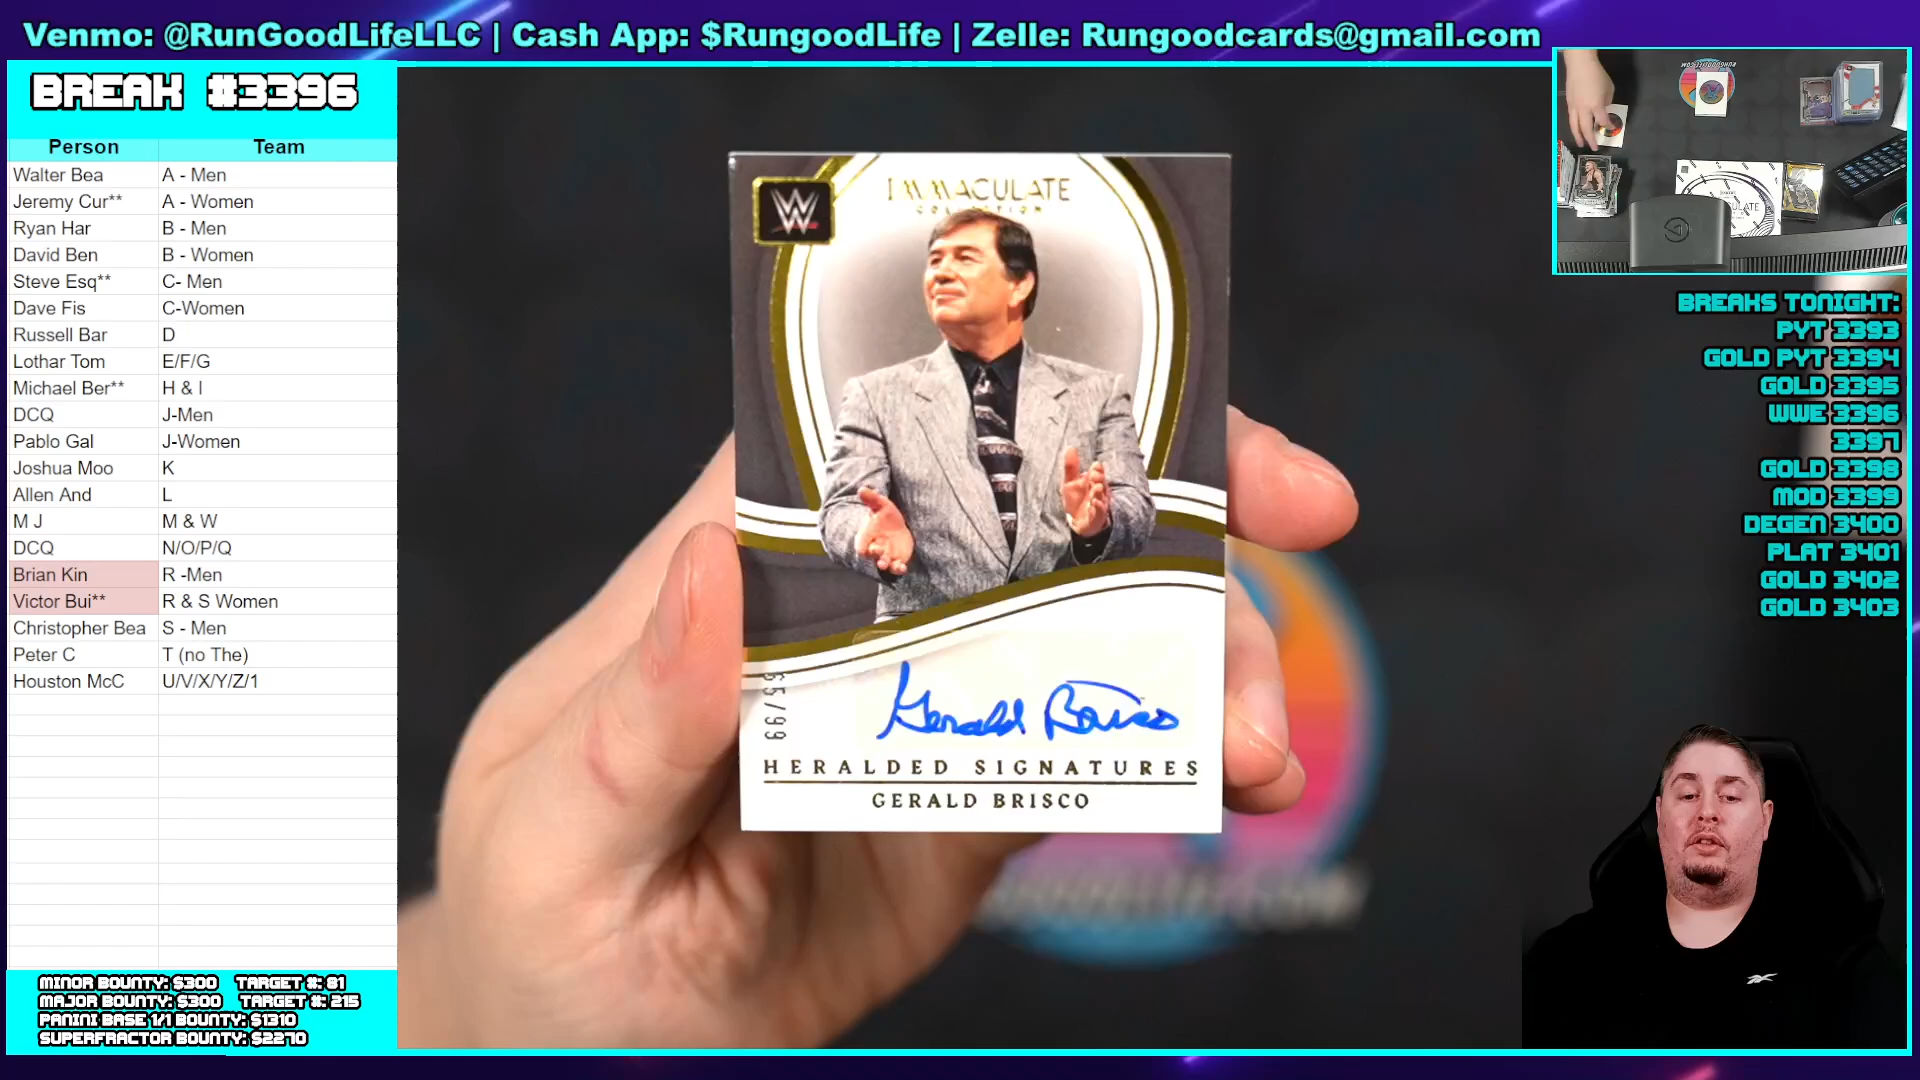 Venmo: @RunGoodLifeLLC | Cash App: $RungoodLife | Zelle: Rungoodcards@gmail.com
BREAK #3396
Person Team
Walter Bea A - Men
Jeremy Cur** A - Women
Ryan Har B - Men
David Ben B - Women
Steve Esq** C- Men
Dave Fis C-Women
Russell Bar D
Lothar Tom E/F/G
Michael Ber** H & I
DCQ J-Men
Pablo Gal J-Women
Joshua Moo K
Allen And L
M J M & W
DCQ N/O/P/Q
Brian Kin R -Men
Victor Bui** R & S Women
Christopher Bea S - Men
Peter C T (no The)
Houston McC U/V/X/Y/Z/1
MINOR BOUNTY: $300 TARGET #: 81
MAJOR BOUNTY: $300 TARGET #: 215
PANINI BASE 1/1 BOUNTY: $1310
SUPERFRACTOR BOUNTY: $2270
W
IMMACULATE
COLLECTION
Gerald Brisco
/99
HERALDED SIGNATURES
GERALD BRISCO
BREAKS TONIGHT:
PYT 3393
GOLD PYT 3394
GOLD 3395
WWE 3396
3397
GOLD 3398
MOD 3399
DEGEN 3400
PLAT 3401
GOLD 3402
GOLD 3403